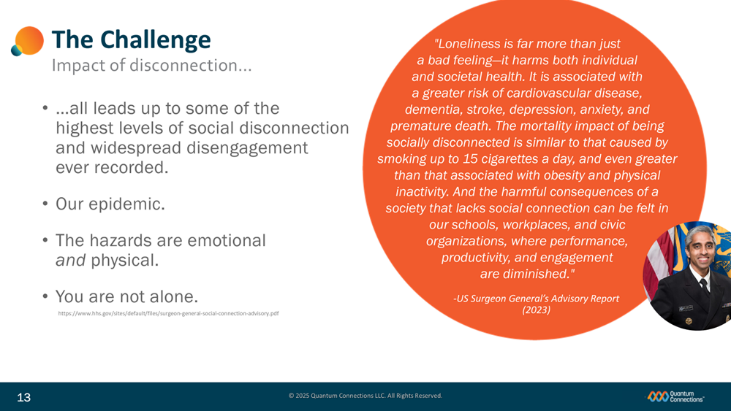 The Challenge
Impact of disconnection...
• ...all leads up to some of the
highest levels of social disconnection
and widespread disengagement
ever recorded.
• Our epidemic.
• The hazards are emotional
and physical.
• You are not alone.
https://www.hhs.gov/sites/default/files/surgeon-general-social-connection-advisory.pdf
"Loneliness is far more than just
a bad feeling—it harms both individual
and societal health. It is associated with
a greater risk of cardiovascular disease,
dementia, stroke, depression, anxiety, and
premature death. The mortality impact of being
socially disconnected is similar to that caused by
smoking up to 15 cigarettes a day, and even greater
than that associated with obesity and physical
inactivity. And the harmful consequences of a
society that lacks social connection can be felt in
our schools, workplaces, and civic
organizations, where performance,
productivity, and engagement
are diminished."
-US Surgeon General's Advisory Report
(2023)
13
© 2025 Quantum Connections LLC. All Rights Reserved.
Quantum
Connections™